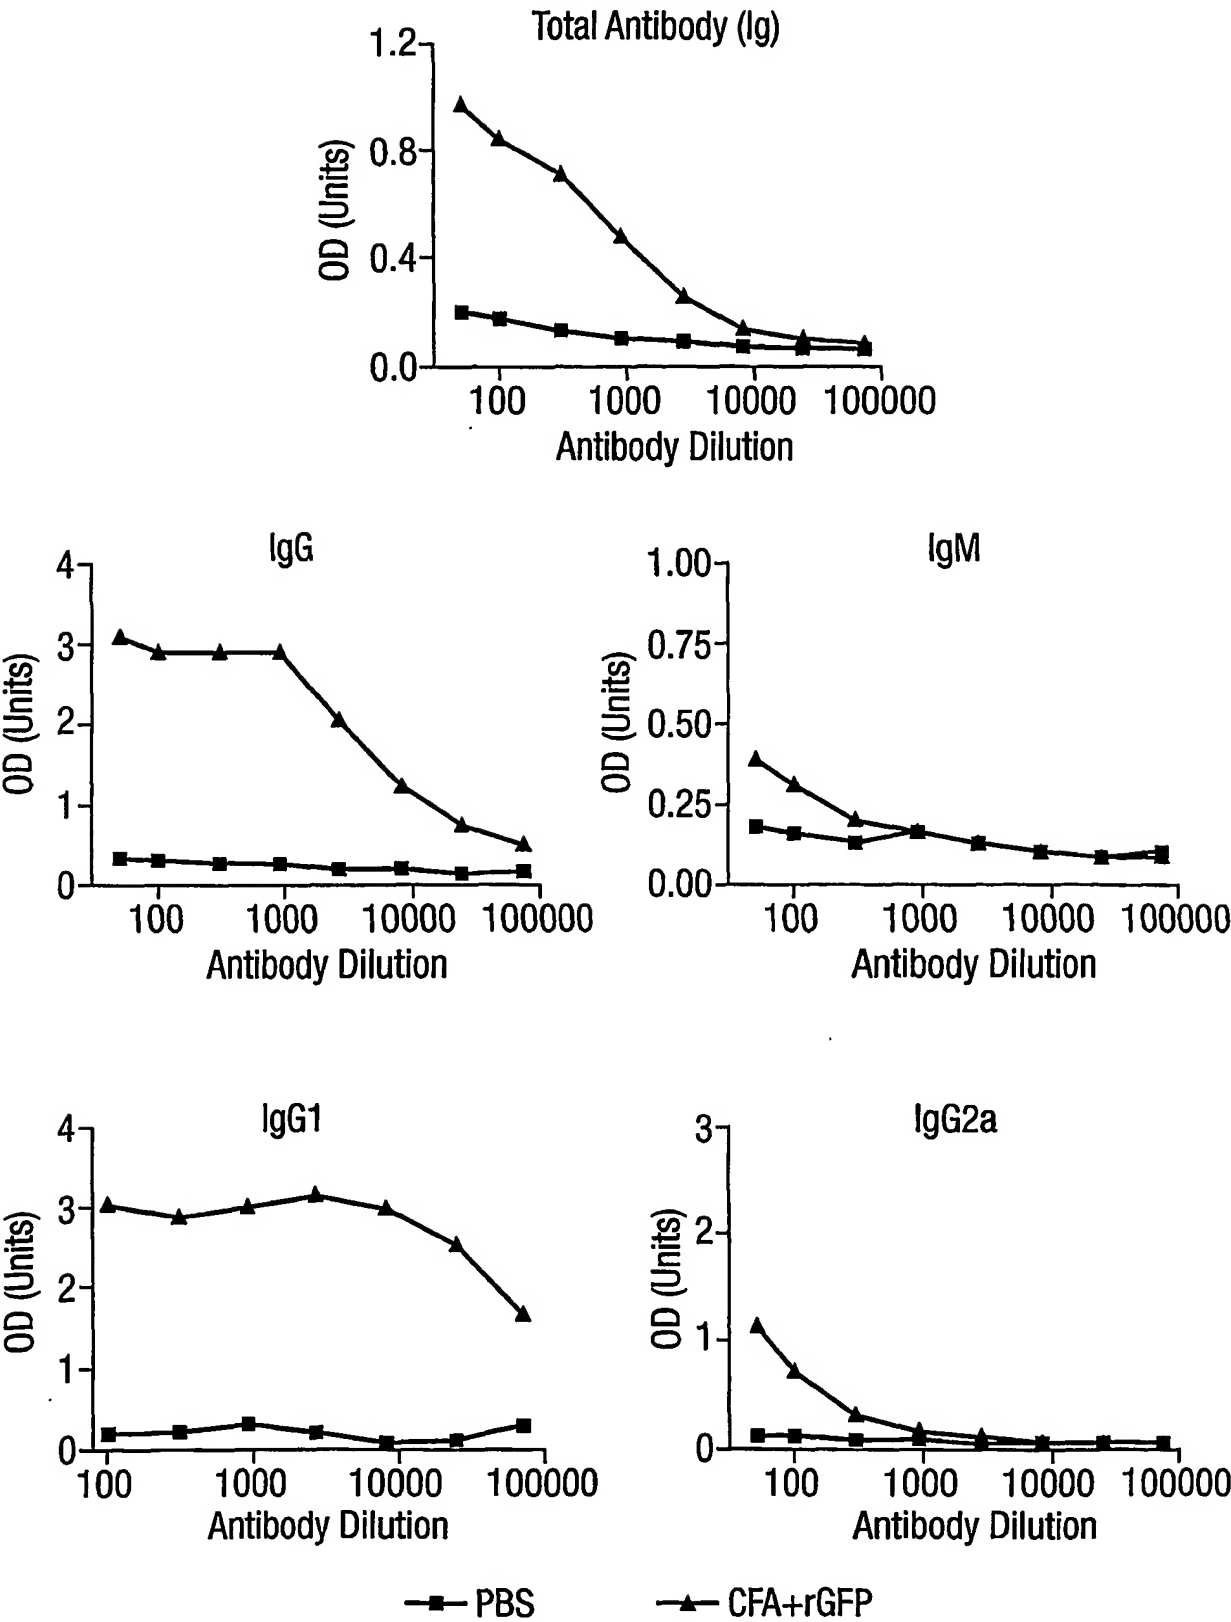 Total Antibody (Ig)
1.2
0.8
0.4
0.0
OD (Units)
100 1000 10000 100000
Antibody Dilution
IgG
4
3
2
1
0
OD (Units)
100 1000 10000 100000
Antibody Dilution
IgM
1.00
0.75
0.50
0.25
0.00
OD (Units)
100 1000 10000 100000
Antibody Dilution
IgG1
4
3
2
1
0
OD (Units)
100 1000 10000 100000
Antibody Dilution
IgG2a
3
2
1
0
OD (Units)
100 1000 10000 100000
Antibody Dilution
PBS CFA+rGFP